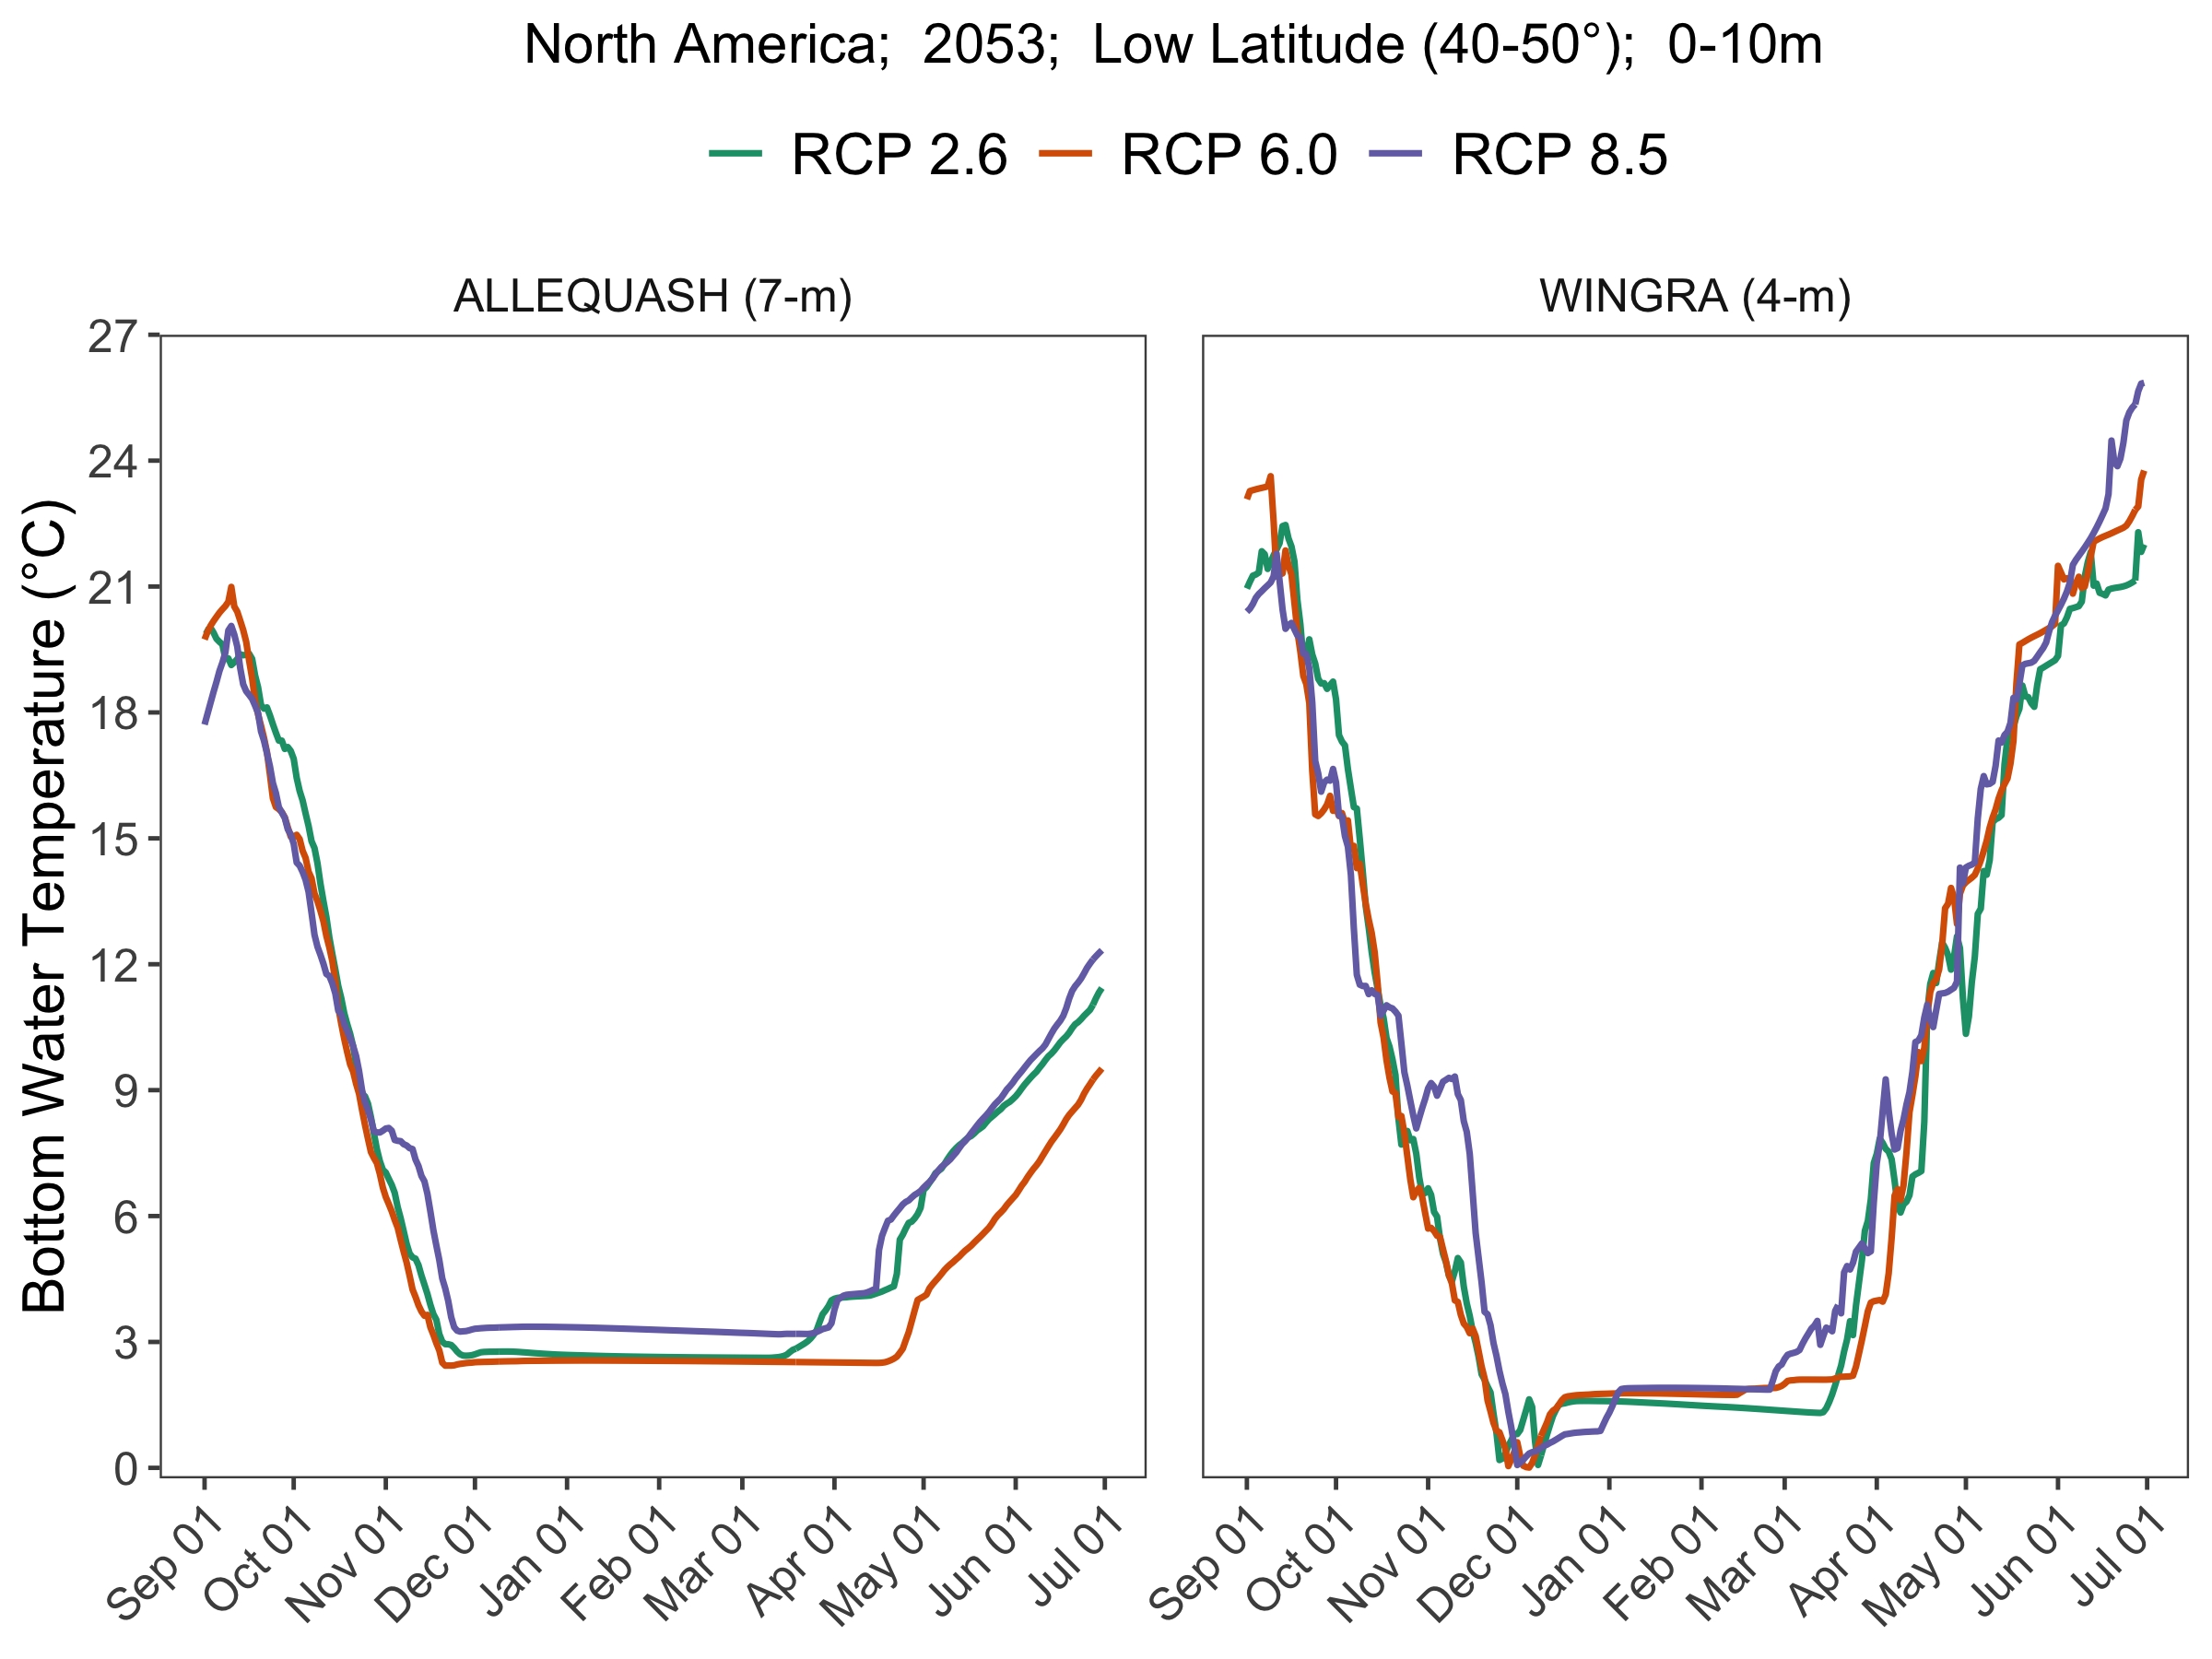 North America; 2053; Low Latitude (40-50°); 0-10m
RCP 2.6 RCP 6.0 RCP 8.5
ALLEQUASH (7-m)
WINGRA (4-m)
Bottom Water Temperature (°C)
27
24
21
18
15
12
9
6
3
0
Sep 01
Oct 01
Nov 01
Dec 01
Jan 01
Feb 01
Mar 01
Apr 01
May 01
Jun 01
Jul 01
Sep 01
Oct 01
Nov 01
Dec 01
Jan 01
Feb 01
Mar 01
Apr 01
May 01
Jun 01
Jul 01